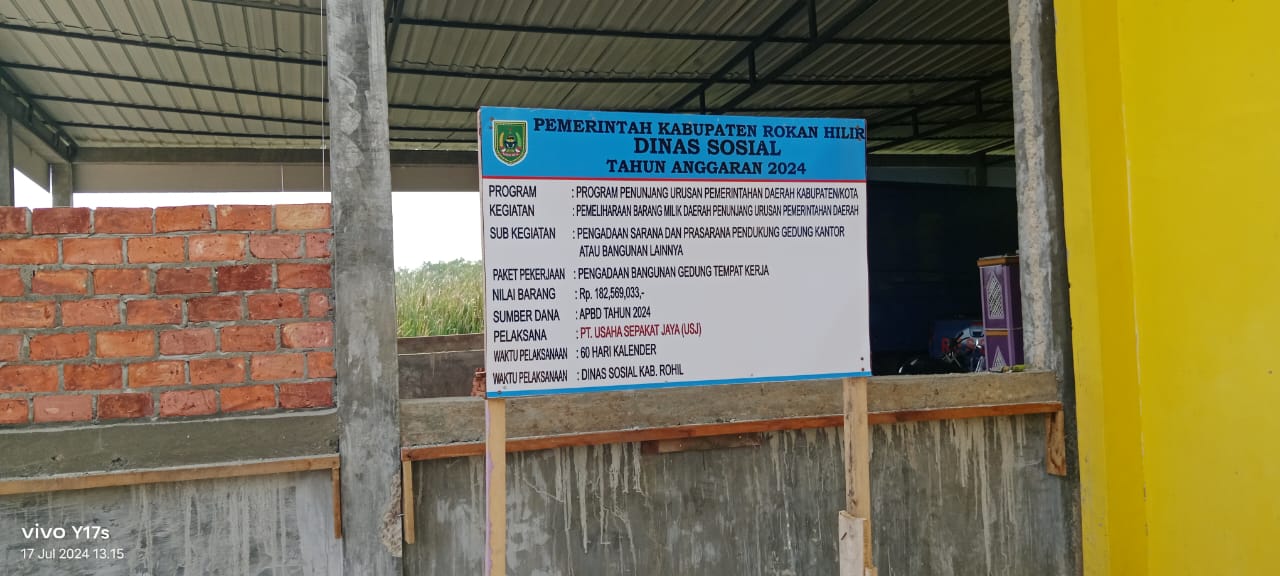 PEMERINTAH KABUPATEN ROKAN HILIR
DINAS SOSIAL
TAHUN ANGGARAN 2024
PROGRAM : PROGRAM PENUNJANG URUSAN PEMERINTAHAN DAERAH KABUPATEN/KOTA
KEGIATAN : PEMELIHARAAN BARANG MILIK DAERAH PENUNJANG URUSAN PEMERINTAH DAERAH
SUB KEGIATAN : PENGADAAN SARANA DAN PRASARANA PENDUKUNG GEDUNG KANTOR
ATAU BANGUNAN LAINNYA
PAKET PEKERJAAN : PENGADAAN BANGUNAN GEDUNG TEMPAT KERJA
NILAI BARANG : Rp. 182,569,033,-
SUMBER DANA : APBD TAHUN 2024
PELAKSANA : PT. USAHA SEPAKAT JAYA (USJ)
WAKTU PELAKSANAAN : 60 HARI KALENDER
WAKTU PELAKSANAAN : DINAS SOSIAL KAB. ROHIL
vivo Y17s
17 Jul 2024 13.15